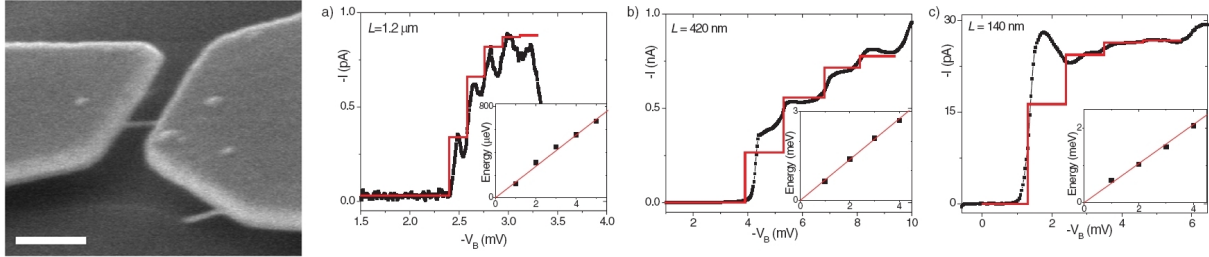 a)
L=1.2 μm
-I (pA)
1.0
0.5
0.0
1.5 2.0 2.5 3.0 3.5 4.0
-V_B (mV)
Energy (μeV)
800
400
0
0 2 4
b)
L = 420 nm
-I (nA)
1.0
0.5
0.0
2 4 6 8 10
-V_B (mV)
Energy (meV)
3
2
1
0 2 4
c)
L = 140 nm
-I (pA)
30
15
0
0 2 4 6
-V_B (mV)
Energy (meV)
2
1
0
0 2 4